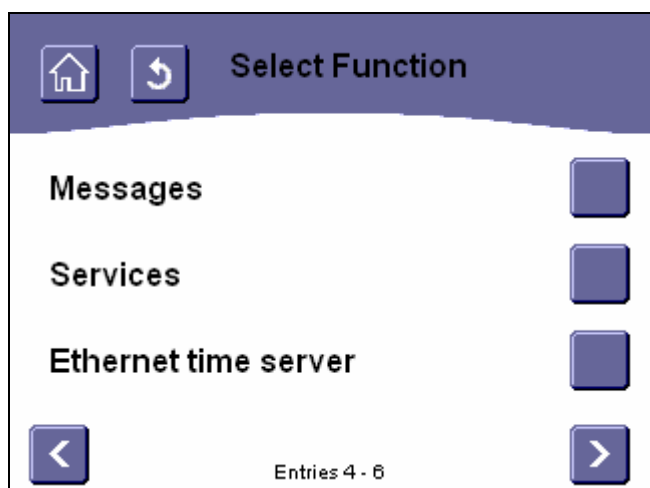 Select Function
Messages
Services
Ethernet time server
Entries 4 - 6